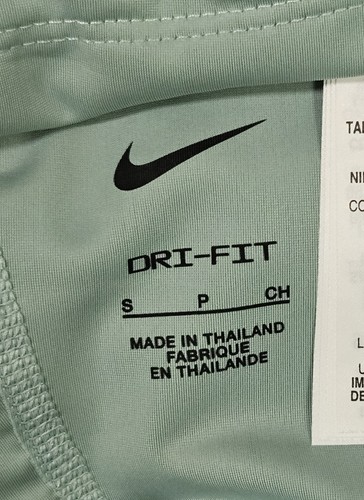 DRI-FIT
S P CH
MADE IN THAILAND
FABRIQUE
EN THAILANDE